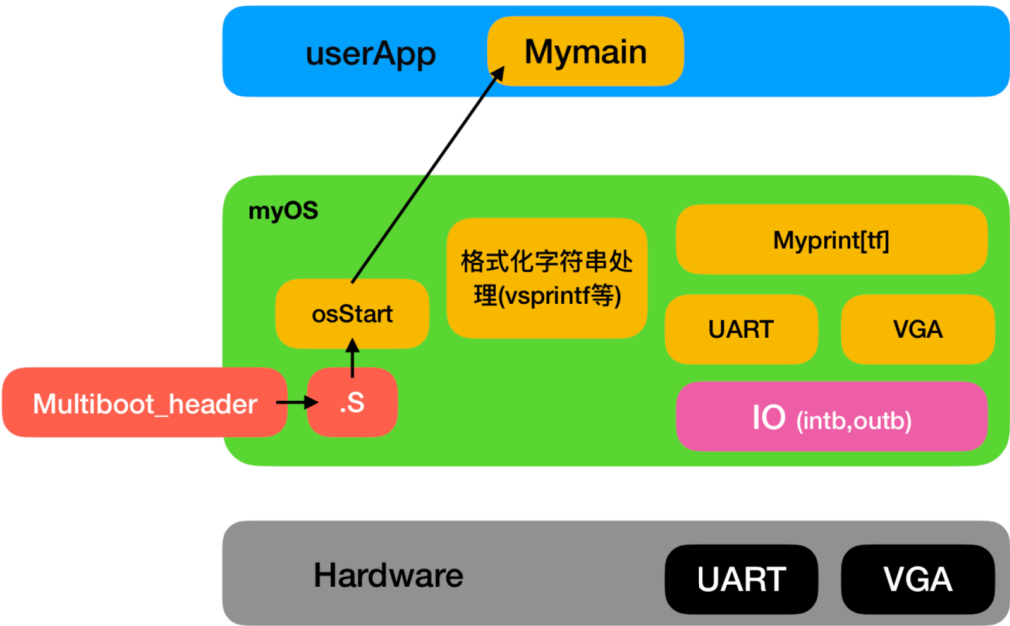 userApp
Mymain
myOS
格式化字符串处
理(vsprintf等)
Myprint[tf]
osStart
UART
VGA
Multiboot_header
.S
IO (intb,outb)
Hardware
UART
VGA